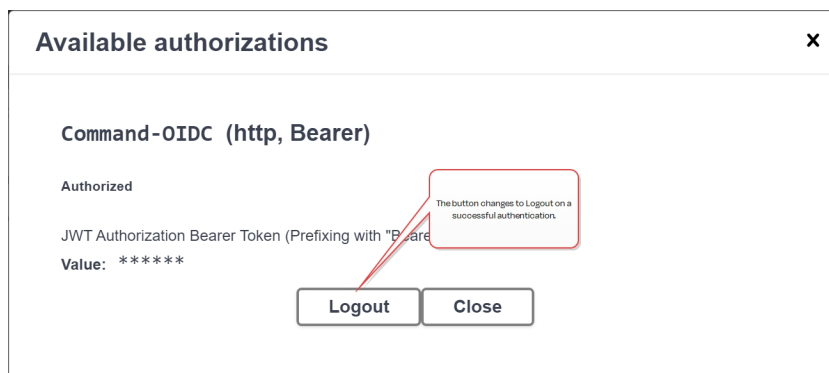 Available authorizations
x
Command-OIDC (http, Bearer)
Authorized
The button changes to Logout on a
successful authentication.
JWT Authorization Bearer Token (Prefixing with "Beare
Value: ******
Logout
Close